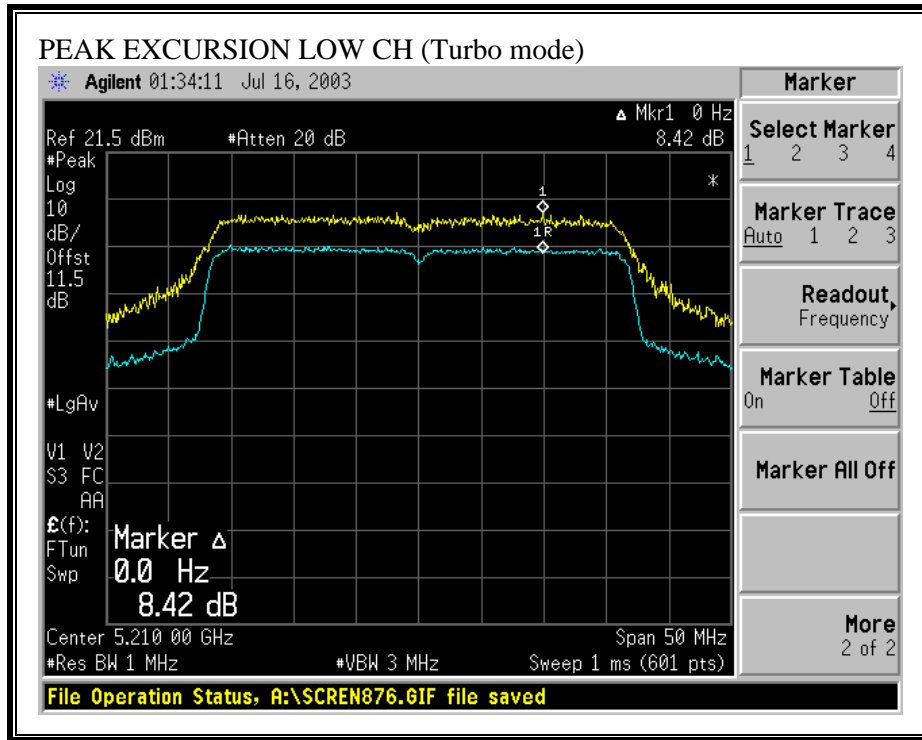 PEAK EXCURSION LOW CH (Turbo mode)
Agilent 01:34:11 Jul 16, 2003
Marker
Δ Mkr1 0 Hz
Ref 21.5 dBm #Atten 20 dB 8.42 dB
#Peak
Log
10
dB/
Offst
11.5
dB
#LgAv
V1 V2
S3 FC
AA
£(f):
FTun
Swp
*
1
1R
Marker Δ
0.0 Hz
8.42 dB
Center 5.210 00 GHz Span 50 MHz
#Res BW 1 MHz #VBW 3 MHz Sweep 1 ms (601 pts)
Select Marker
1 2 3 4
Marker Trace
Auto 1 2 3
Readout
Frequency
Marker Table
On Off
Marker All Off
More
2 of 2
File Operation Status, A:\SCREN876.GIF file saved